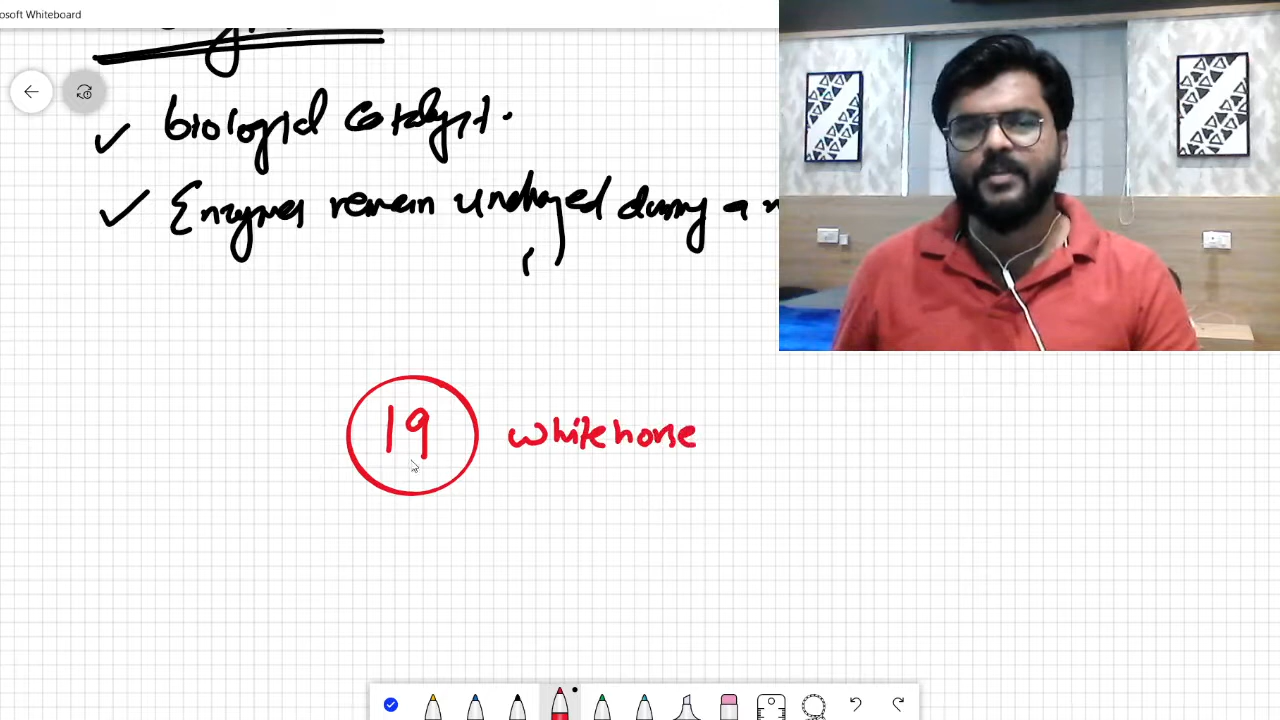 osoft Whiteboard
biological catalyst.
Enzymes remain unchanged during a
19 whitehorse